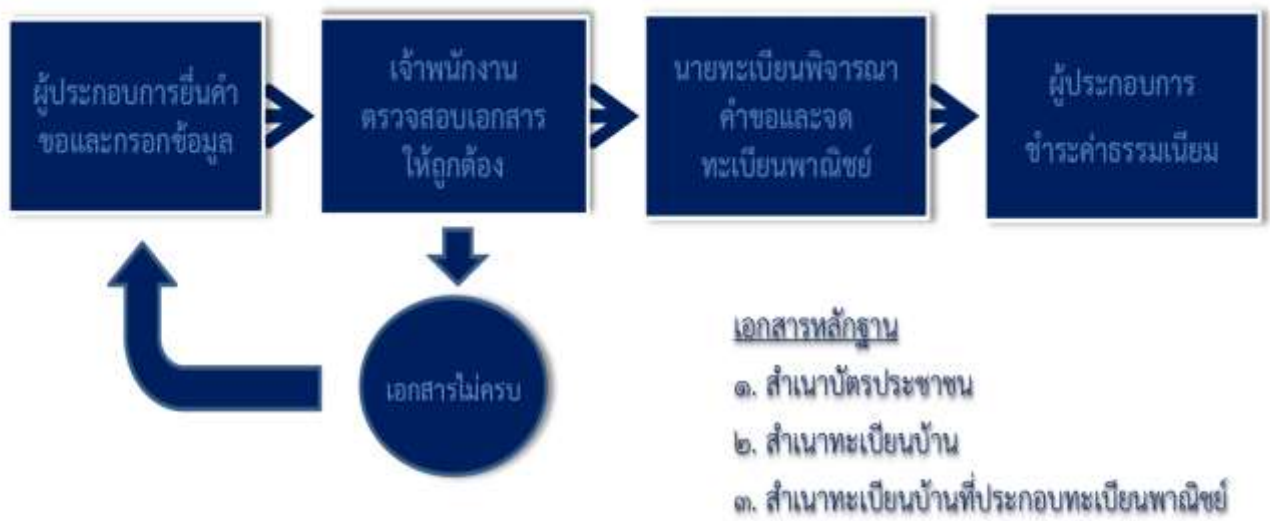 ผู้ประกอบการยื่นคำ
ขอและกรอกข้อมูล
เจ้าพนักงาน
ตรวจสอบเอกสาร
ให้ถูกต้อง
นายทะเบียนพิจารณา
คำขอและจด
ทะเบียนพาณิชย์
ผู้ประกอบการ
ชำระค่าธรรมเนียม
เอกสารไม่ครบ
เอกสารหลักฐาน
๑. สำเนาบัตรประชาชน
๒. สำเนาทะเบียนบ้าน
๓. สำเนาทะเบียนบ้านที่ประกอบทะเบียนพาณิชย์